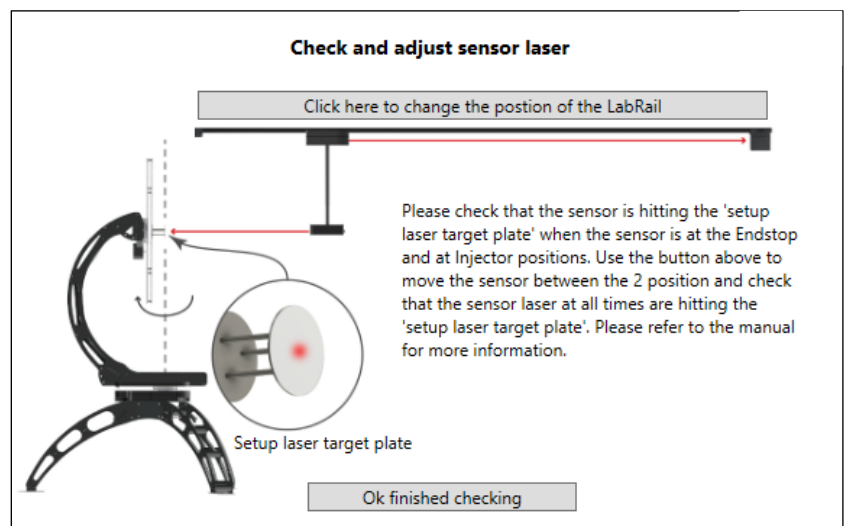 Check and adjust sensor laser
Click here to change the postion of the LabRail
Please check that the sensor is hitting the 'setup
laser target plate' when the sensor is at the Endstop
and at Injector positions. Use the button above to
move the sensor between the 2 position and check
that the sensor laser at all times are hitting the
'setup laser target plate'. Please refer to the manual
for more information.
Setup laser target plate
Ok finished checking